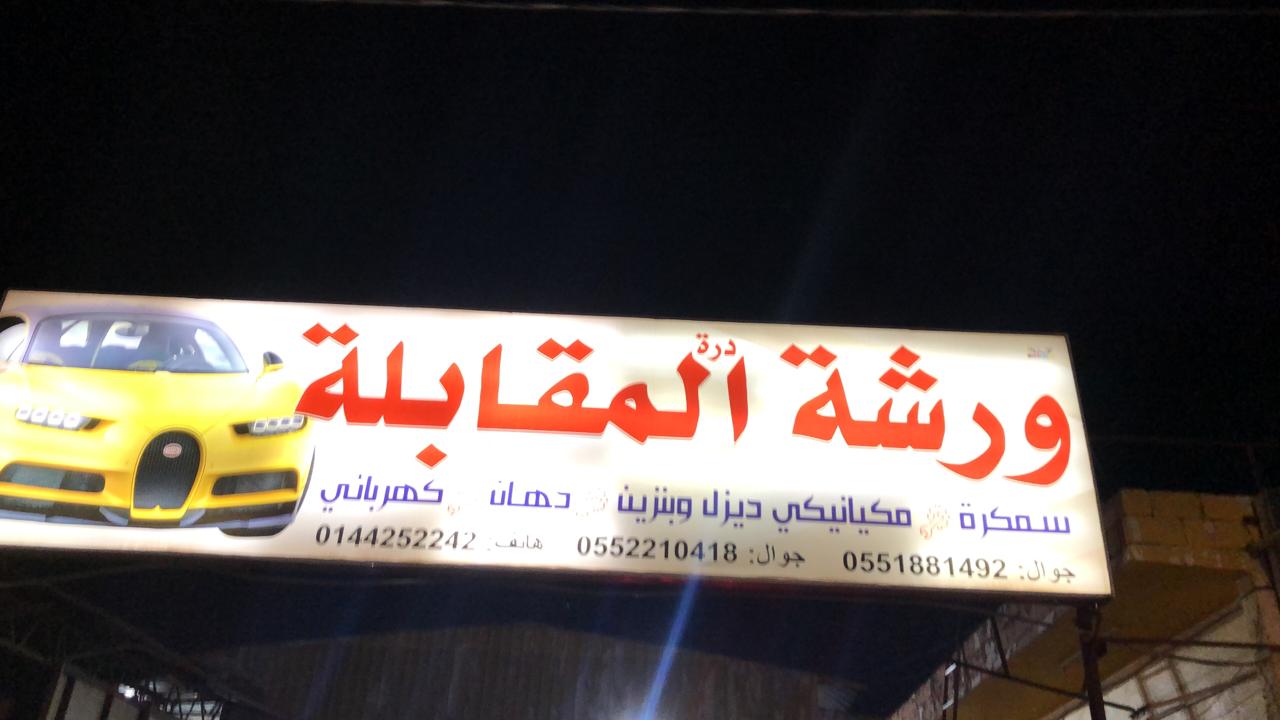 ورشة درة المقابلة
سمكرة مكيانيكي ديزل وبنزين دهان كهربائي
جوال: 0551881492 جوال: 0552210418 هاتف: 0144252242